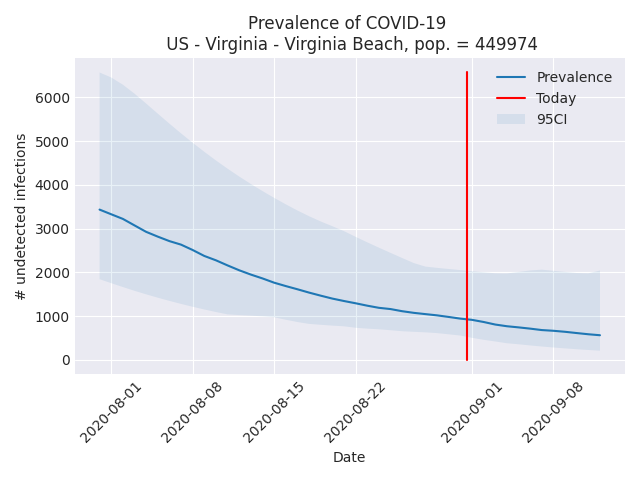 Prevalence of COVID-19
US - Virginia - Virginia Beach, pop. = 449974
Prevalence
Today
95CI
# undetected infections
6000
5000
4000
3000
2000
1000
0
2020-08-01
2020-08-08
2020-08-15
2020-08-22
2020-09-01
2020-09-08
Date